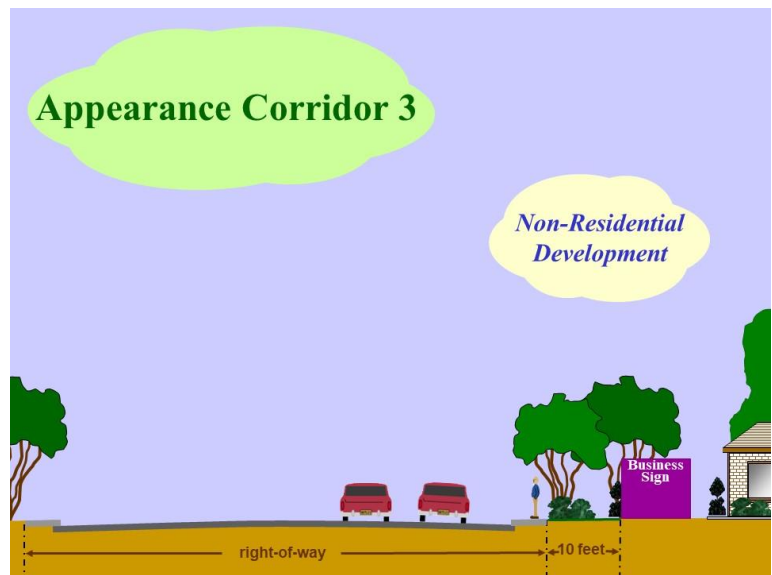 Appearance Corridor 3
Non-Residential
Development
Business
Sign
right-of-way
10 feet